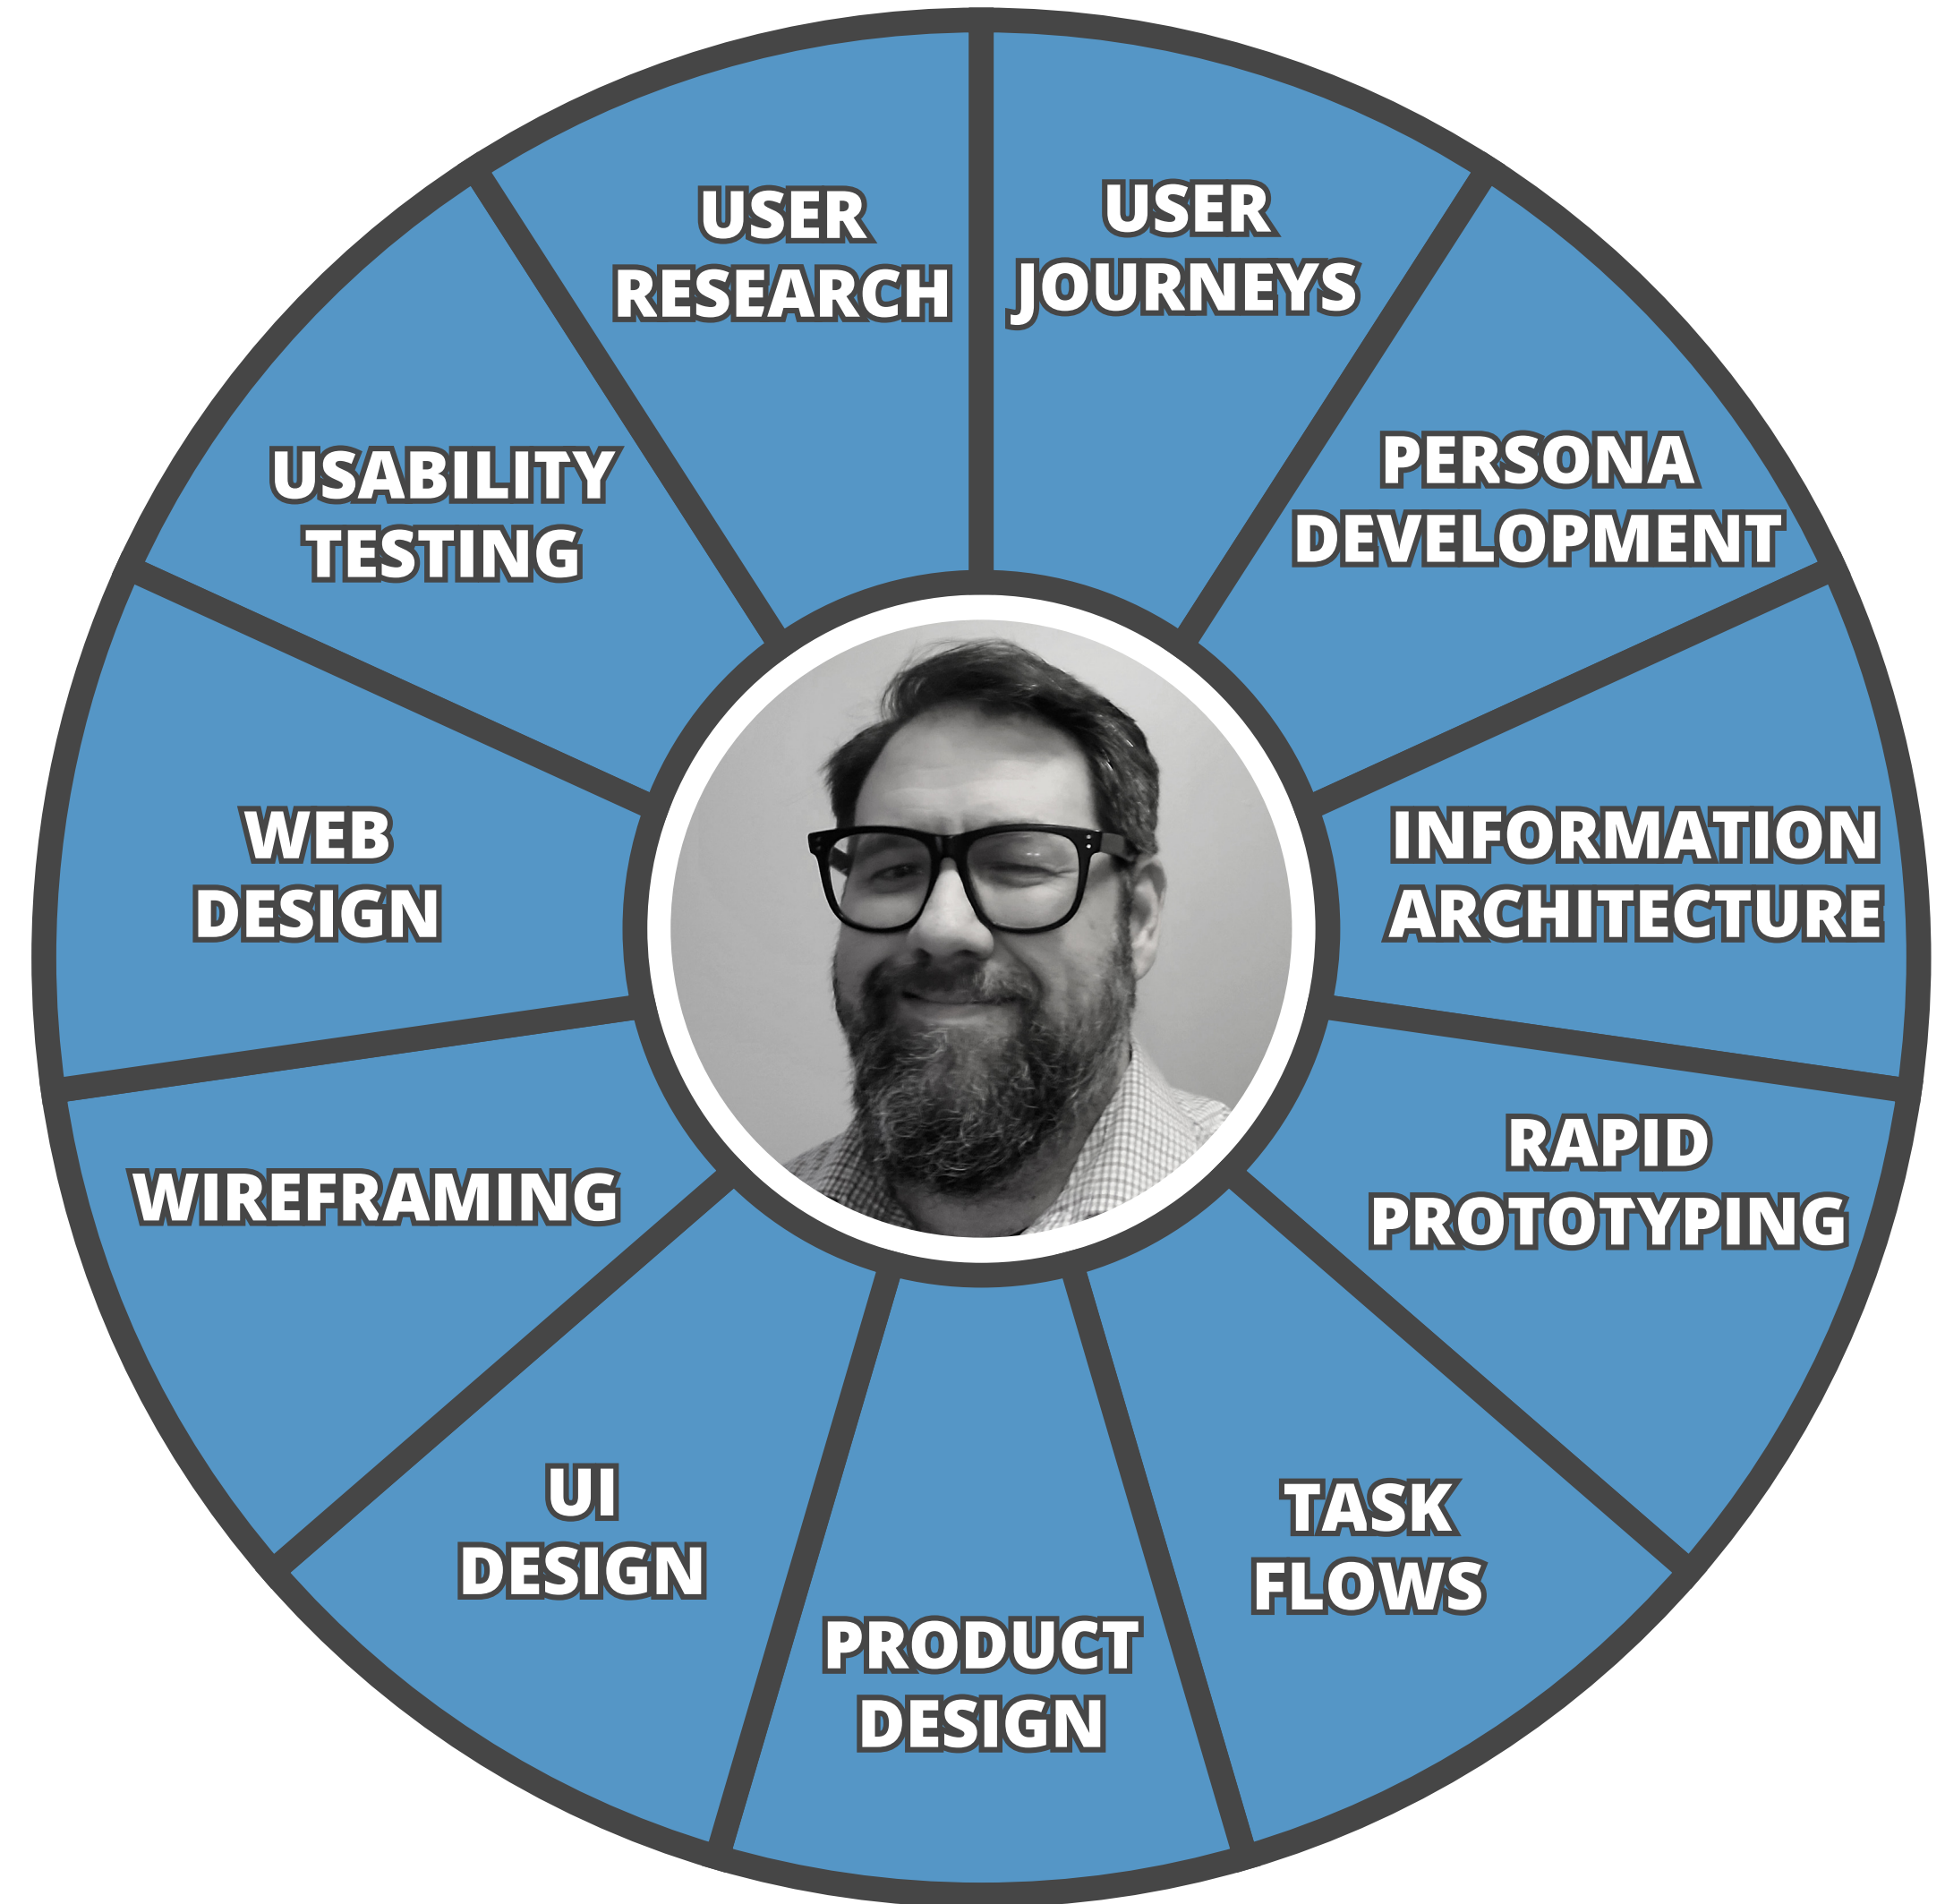 USER
RESEARCH
USER
JOURNEYS
PERSONA
DEVELOPMENT
INFORMATION
ARCHITECTURE
RAPID
PROTOTYPING
TASK
FLOWS
PRODUCT
DESIGN
UI
DESIGN
WIREFRAMING
WEB
DESIGN
USABILITY
TESTING